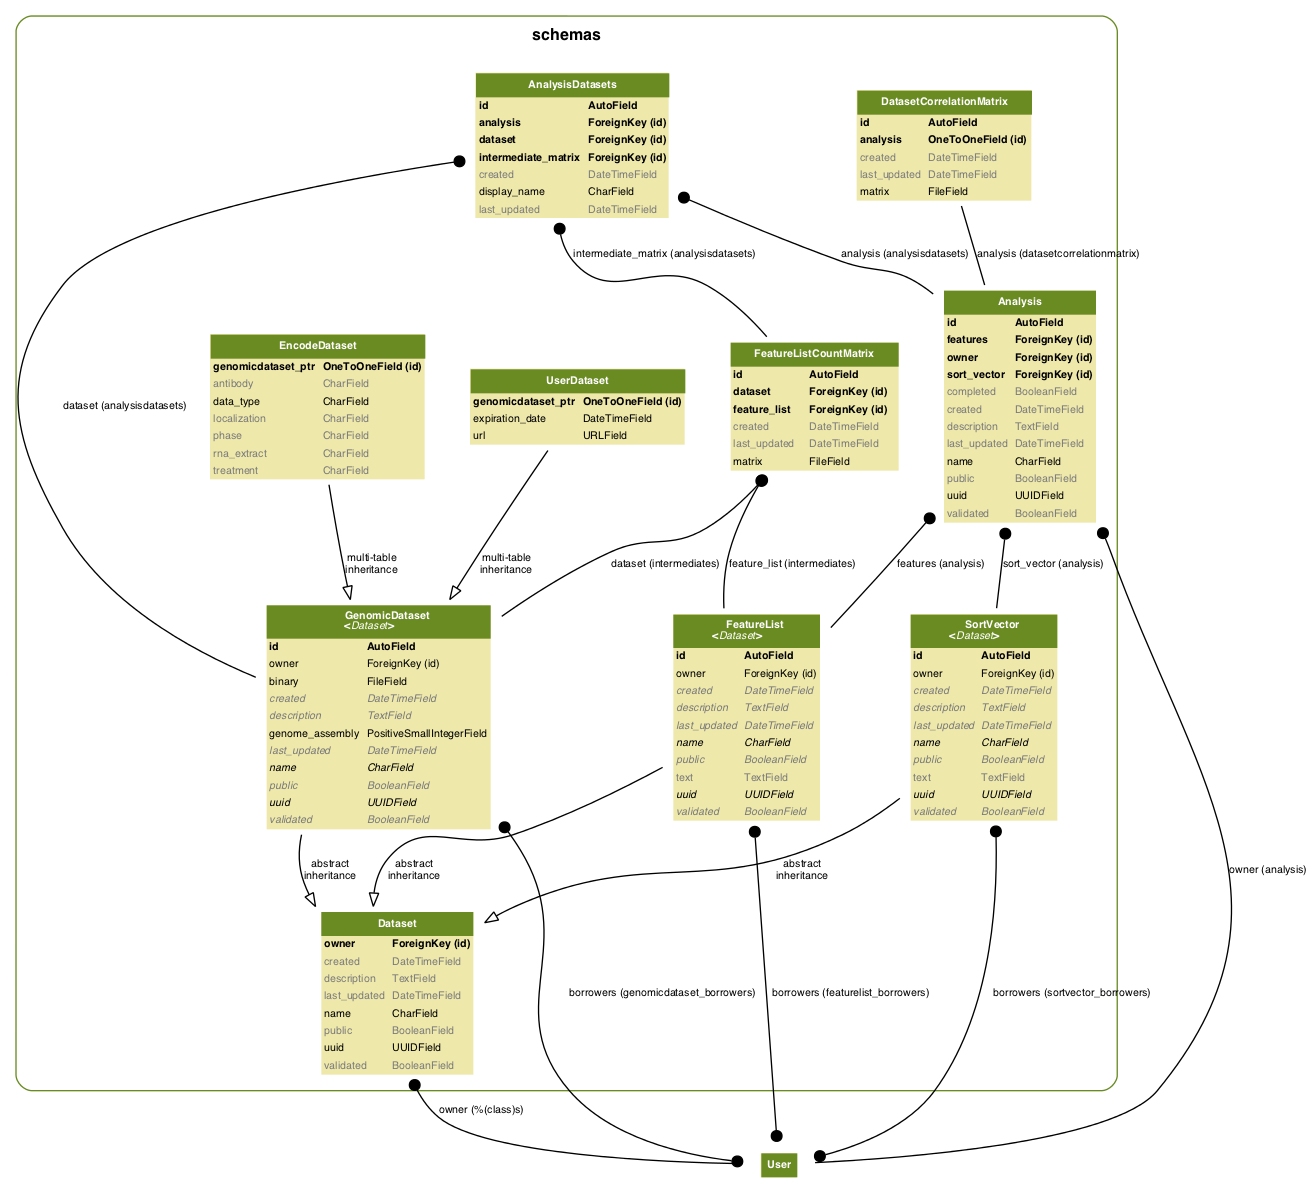 schemas
AnalysisDatasets
id AutoField
analysis ForeignKey (id)
dataset ForeignKey (id)
intermediate_matrix ForeignKey (id)
created DateTimeField
display_name CharField
last_updated DateTimeField
DatasetCorrelationMatrix
id AutoField
analysis OneToOneField (id)
created DateTimeField
last_updated DateTimeField
matrix FileField
intermediate_matrix (analysisdatasets)
analysis (analysisdatasets)
analysis (datasetcorrelationmatrix)
Analysis
id AutoField
features ForeignKey (id)
owner ForeignKey (id)
sort_vector ForeignKey (id)
completed BooleanField
created DateTimeField
description TextField
last_updated DateTimeField
name CharField
public BooleanField
uuid UUIDField
validated BooleanField
EncodeDataset
genomicdataset_ptr OneToOneField (id)
antibody CharField
data_type CharField
localization CharField
phase CharField
rna_extract CharField
treatment CharField
UserDataset
genomicdataset_ptr OneToOneField (id)
expiration_date DateTimeField
url URLField
FeatureListCountMatrix
id AutoField
dataset ForeignKey (id)
feature_list ForeignKey (id)
created DateTimeField
last_updated DateTimeField
matrix FileField
dataset (analysisdatasets)
multi-table
inheritance
multi-table
inheritance
dataset (intermediates)
feature_list (intermediates)
features (analysis)
sort_vector (analysis)
GenomicDataset
<Dataset>
id AutoField
owner ForeignKey (id)
binary FileField
created DateTimeField
description TextField
genome_assembly PositiveSmallIntegerField
last_updated DateTimeField
name CharField
public BooleanField
uuid UUIDField
validated BooleanField
FeatureList
<Dataset>
id AutoField
owner ForeignKey (id)
created DateTimeField
description TextField
last_updated DateTimeField
name CharField
public BooleanField
text TextField
uuid UUIDField
validated BooleanField
SortVector
<Dataset>
id AutoField
owner ForeignKey (id)
created DateTimeField
description TextField
last_updated DateTimeField
name CharField
public BooleanField
text TextField
uuid UUIDField
validated BooleanField
abstract
inheritance
abstract
inheritance
abstract
inheritance
owner (analysis)
Dataset
owner ForeignKey (id)
created DateTimeField
description TextField
last_updated DateTimeField
name CharField
public BooleanField
uuid UUIDField
validated BooleanField
borrowers (genomicdataset_borrowers)
borrowers (featurelist_borrowers)
borrowers (sortvector_borrowers)
owner (%(class)s)
User